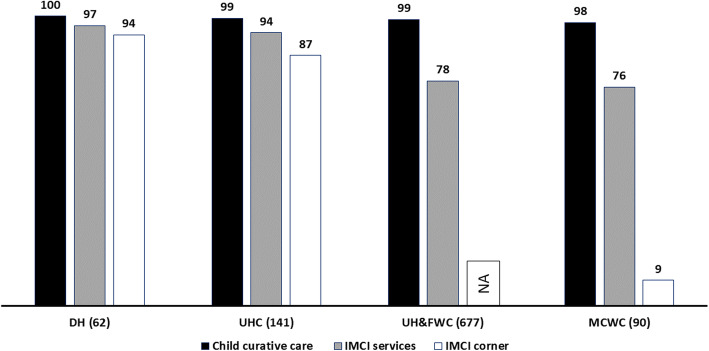 100
97
94
99
94
87
99
78
NA
98
76
9
DH (62)
UHC (141)
UH&FWC (677)
MCWC (90)
Child curative care
IMCI services
IMCI corner